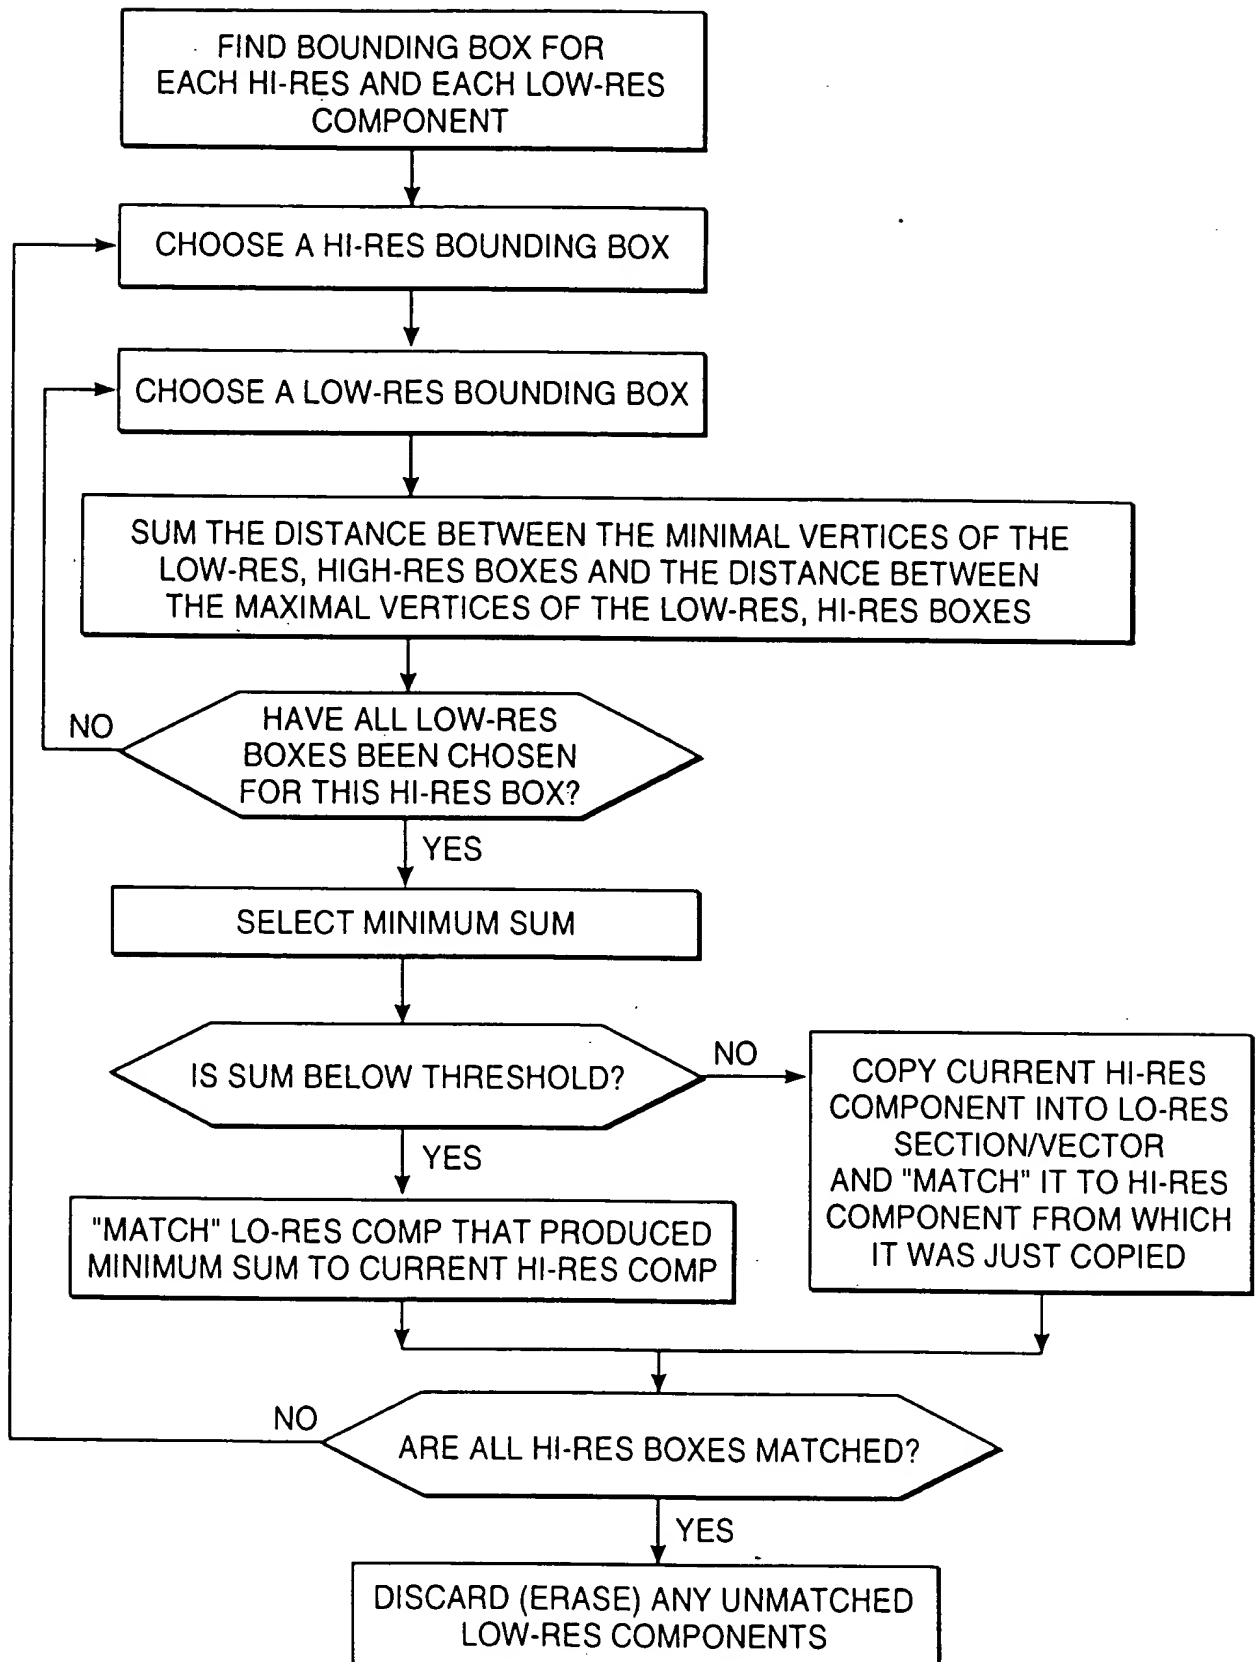 FIND BOUNDING BOX FOR
EACH HI-RES AND EACH LOW-RES
COMPONENT
CHOOSE A HI-RES BOUNDING BOX
CHOOSE A LOW-RES BOUNDING BOX
SUM THE DISTANCE BETWEEN THE MINIMAL VERTICES OF THE
LOW-RES, HIGH-RES BOXES AND THE DISTANCE BETWEEN
THE MAXIMAL VERTICES OF THE LOW-RES, HI-RES BOXES
NO
HAVE ALL LOW-RES
BOXES BEEN CHOSEN
FOR THIS HI-RES BOX?
YES
SELECT MINIMUM SUM
IS SUM BELOW THRESHOLD?
NO
COPY CURRENT HI-RES
COMPONENT INTO LO-RES
SECTION/VECTOR
AND "MATCH" IT TO HI-RES
COMPONENT FROM WHICH
IT WAS JUST COPIED
YES
"MATCH" LO-RES COMP THAT PRODUCED
MINIMUM SUM TO CURRENT HI-RES COMP
NO
ARE ALL HI-RES BOXES MATCHED?
YES
DISCARD (ERASE) ANY UNMATCHED
LOW-RES COMPONENTS